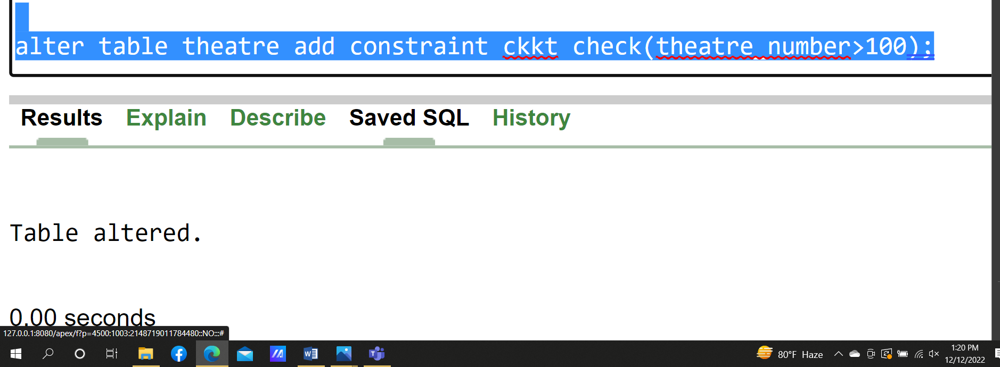 alter table theatre add constraint ckkt check(theatre_number>100);
Results Explain Describe Saved SQL History
Table altered.
0.00 seconds
127.0.0.1:8080/apex/f?p=4500:1003:2148719011784480::NO:::#
80°F Haze
1:20 PM
12/12/2022